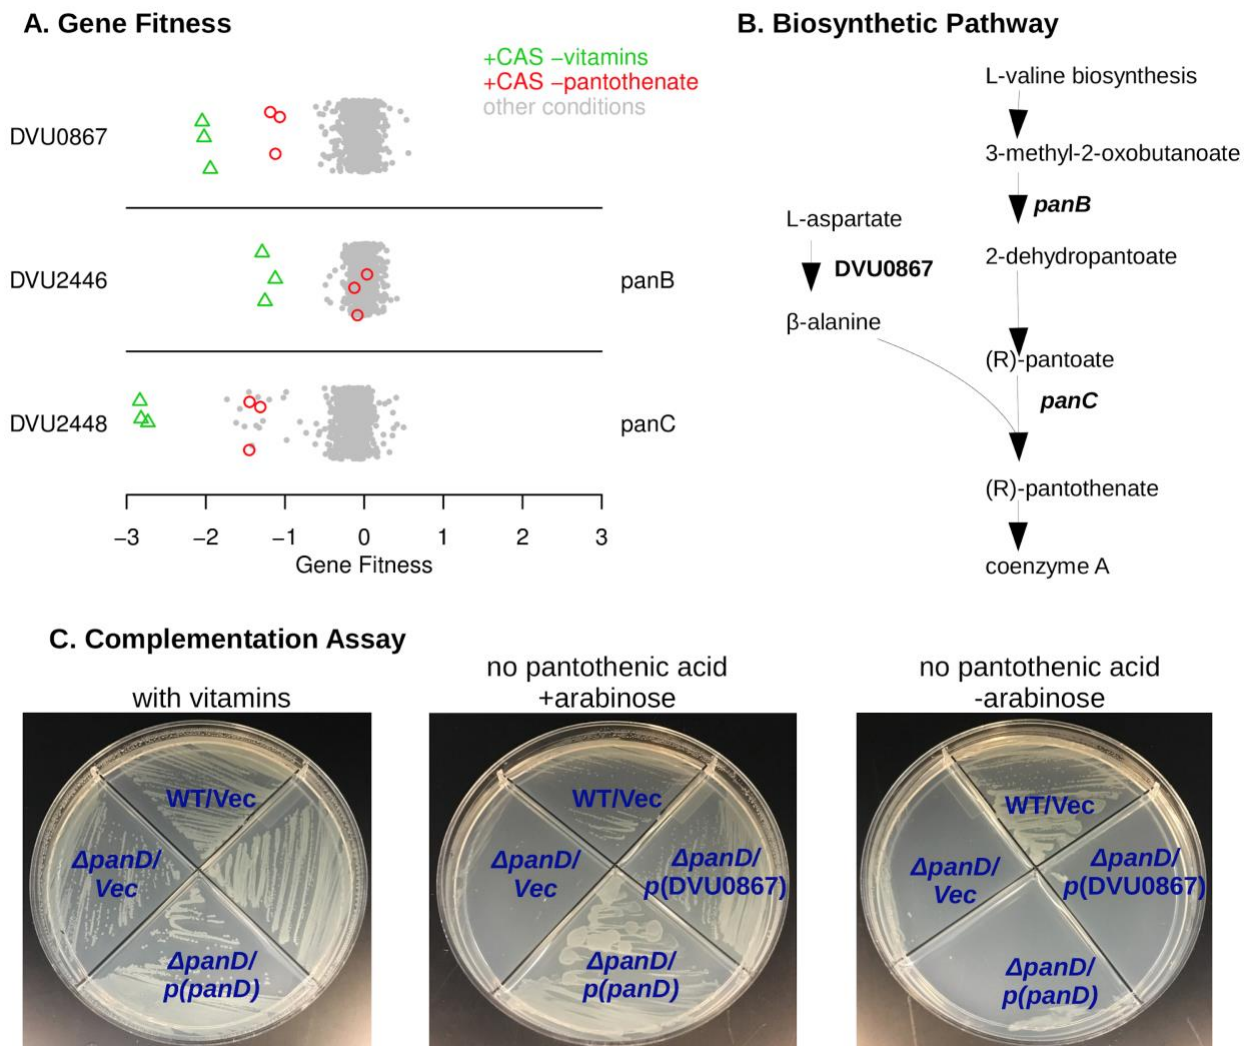 A. Gene Fitness
+CAS −vitamins
+CAS −pantothenate
other conditions
DVU0867
DVU2446
panB
DVU2448
panC
−3 −2 −1 0 1 2 3
Gene Fitness
B. Biosynthetic Pathway
L-valine biosynthesis
3-methyl-2-oxobutanoate
panB
L-aspartate
2-dehydropantoate
DVU0867
β-alanine
(R)-pantoate
panC
(R)-pantothenate
coenzyme A
C. Complementation Assay
with vitamins
WT/Vec
ΔpanD/
Vec
ΔpanD/
p(panD)
no pantothenic acid
+arabinose
WT/Vec
ΔpanD/
Vec
ΔpanD/
p(DVU0867)
ΔpanD/
p(panD)
no pantothenic acid
-arabinose
WT/Vec
ΔpanD/
Vec
ΔpanD/
p(DVU0867)
ΔpanD/
p(panD)